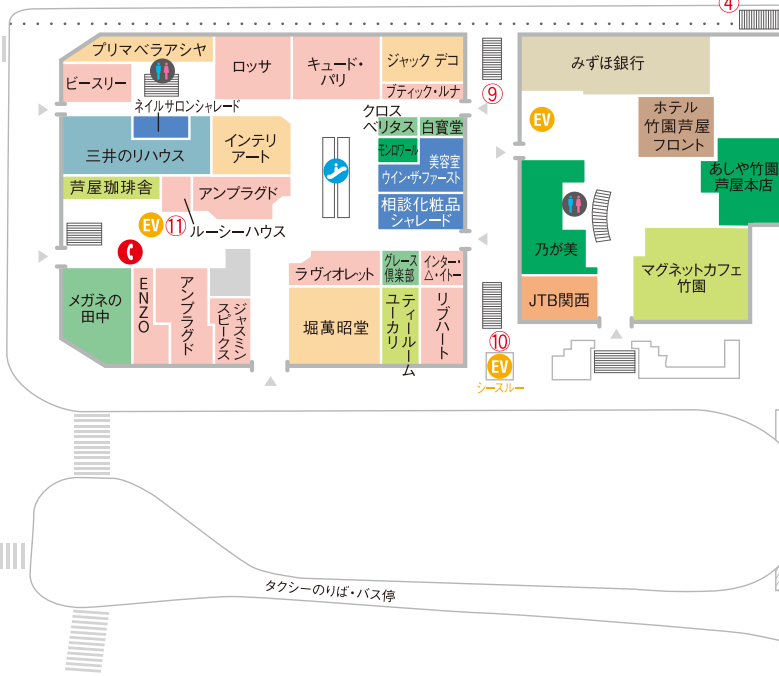 ④
プリマベラアシヤ
ロッサ
キュード・
パリ
ジャック デコ
みずほ銀行
ビースリー
ブティック・ルナ
⑨
ネイルサロンシャレード
クロス
ベリタス
白寳堂
EV
ホテル
竹園芦屋
フロント
三井のリハウス
インテリ
アート
モンロワール
美容室
ウイン・ザ・ファースト
あしや竹園
芦屋本店
芦屋珈琲舎
アンプラグド
相談化粧品
シャレード
EV
⑪
ルーシーハウス
乃が美
メガネの
田中
ENZO
アンプラグド
ジャスミン
スピークス
ラヴィオレット
グレース
倶楽部
インター・
△・イトー
マグネットカフェ
竹園
堀萬昭堂
ティールーム
ユーカリ
リブハート
JTB関西
⑩
EV
シースルー
タクシーのりば・バス停